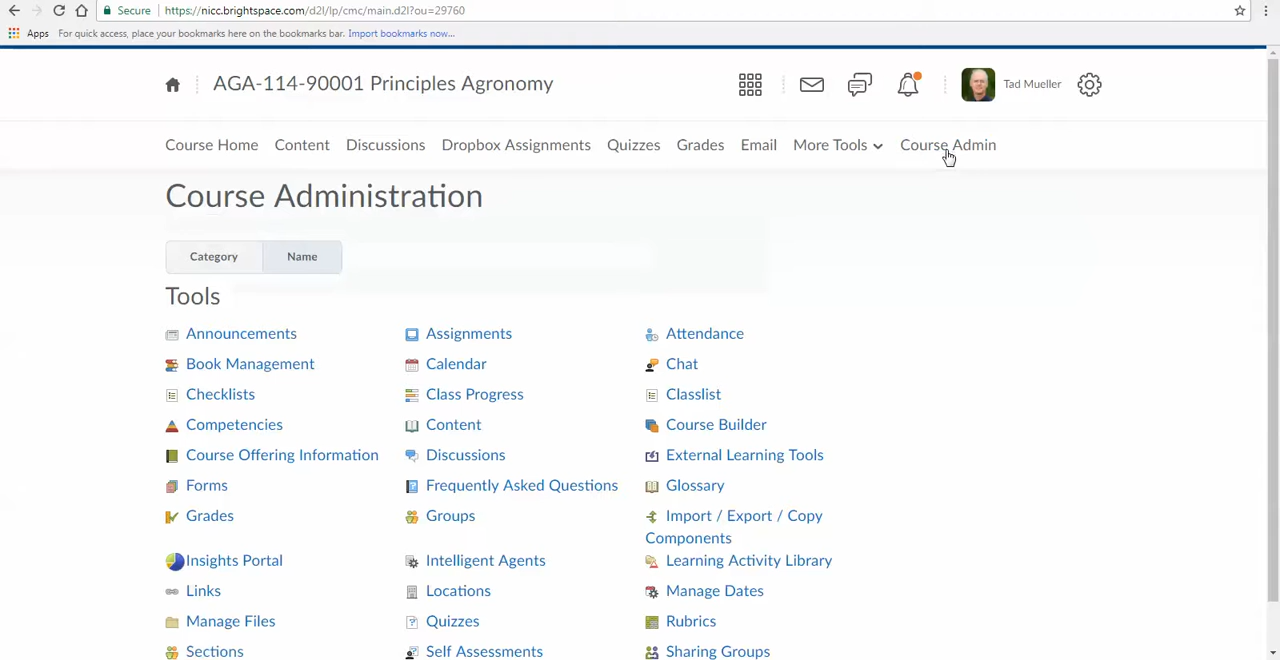 Secure https://nicc.brightspace.com/d2l/lp/cmc/main.d2l?ou=29760
Apps For quick access, place your bookmarks here on the bookmarks bar. Import bookmarks now...
AGA-114-90001 Principles Agronomy Tad Mueller
Course Home Content Discussions Dropbox Assignments Quizzes Grades Email More Tools Course Admin
Course Administration
Category Name
Tools
Announcements Assignments Attendance
Book Management Calendar Chat
Checklists Class Progress Classlist
Competencies Content Course Builder
Course Offering Information Discussions External Learning Tools
Forms Frequently Asked Questions Glossary
Grades Groups Import / Export / Copy
Components
Insights Portal Intelligent Agents Learning Activity Library
Links Locations Manage Dates
Manage Files Quizzes Rubrics
Sections Self Assessments Sharing Groups